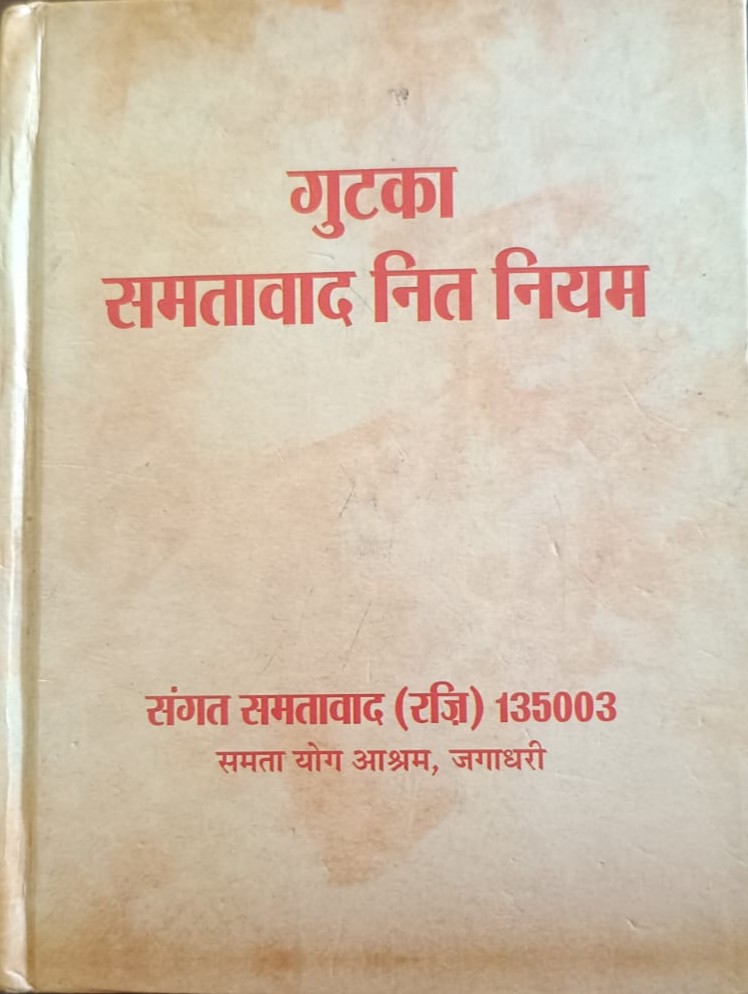 गुटका
समतावाद नित नियम
संगत समतावाद (रज़ि) 135003
समता योग आश्रम, जगाधरी